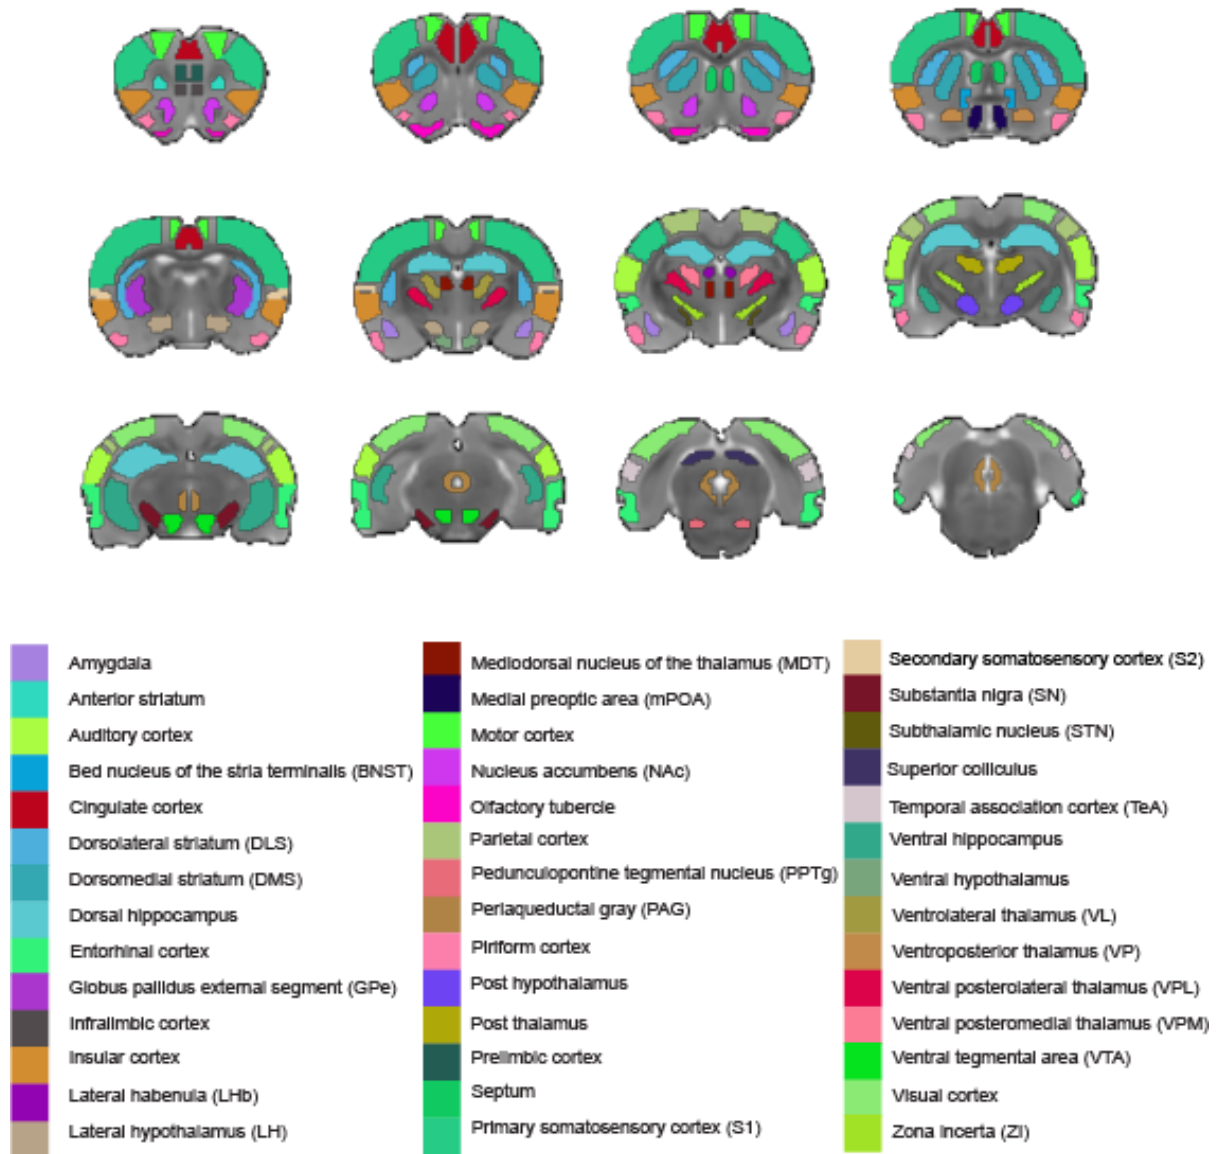 Amygdala
Anterior striatum
Auditory cortex
Bed nucleus of the stria terminalis (BNST)
Cingulate cortex
Dorsolateral striatum (DLS)
Dorsomedial striatum (DMS)
Dorsal hippocampus
Entorhinal cortex
Globus pallidus external segment (GPe)
Infralimbic cortex
Insular cortex
Lateral habenula (LHb)
Lateral hypothalamus (LH)
Mediodorsal nucleus of the thalamus (MDT)
Medial preoptic area (mPOA)
Motor cortex
Nucleus accumbens (NAc)
Olfactory tubercle
Parietal cortex
Pedunculopontine tegmental nucleus (PPTg)
Periaqueductal gray (PAG)
Piriform cortex
Post hypothalamus
Post thalamus
Prelimbic cortex
Septum
Primary somatosensory cortex (S1)
Secondary somatosensory cortex (S2)
Substantia nigra (SN)
Subthalamic nucleus (STN)
Superior colliculus
Temporal association cortex (TeA)
Ventral hippocampus
Ventral hypothalamus
Ventrolateral thalamus (VL)
Ventroposterior thalamus (VP)
Ventral posterolateral thalamus (VPL)
Ventral posteromedial thalamus (VPM)
Ventral tegmental area (VTA)
Visual cortex
Zona incerta (ZI)